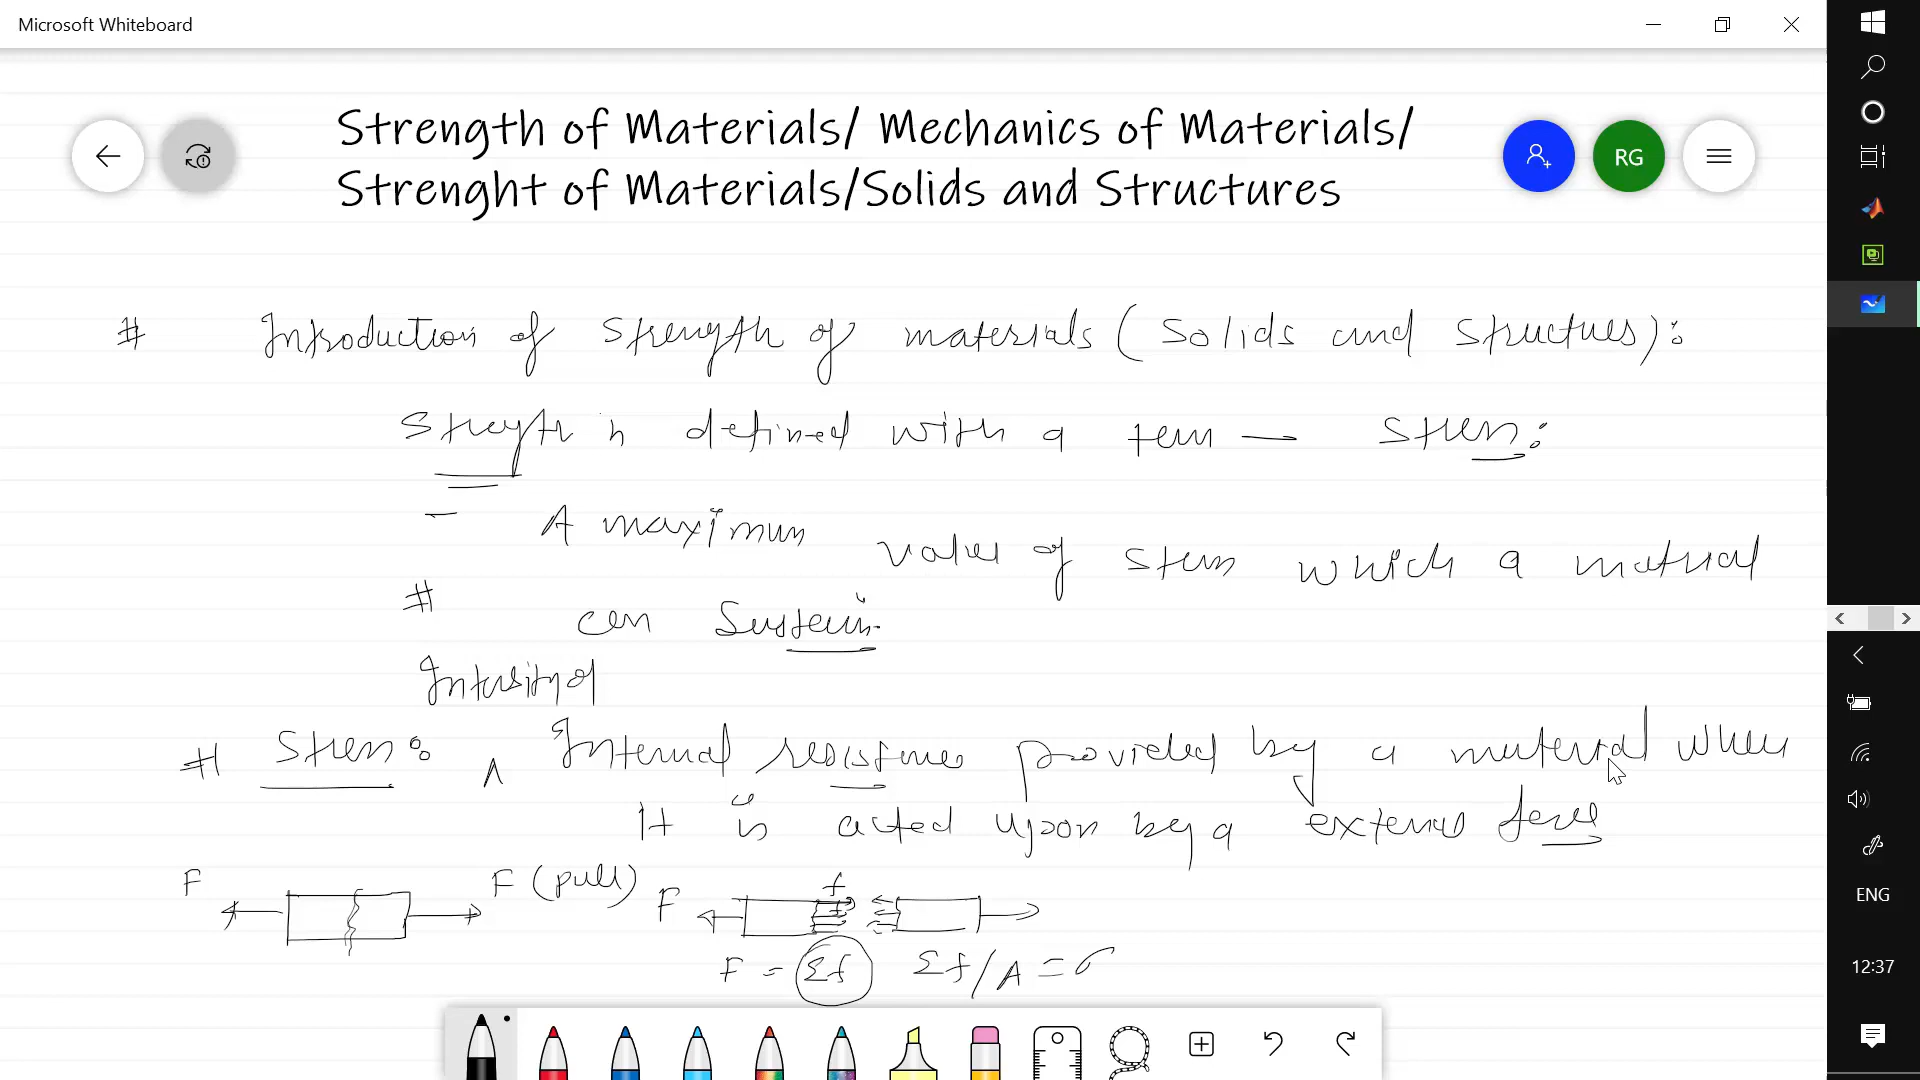 Microsoft Whiteboard
Strength of Materials/ Mechanics of Materials/
Strenght of Materials/Solids and Structures
RG
# Introduction of Strength of materials (Solids and structures):
Strength is defined with a term — Stress:
- A maximum value of stress which a material
# can Sustain.
Intensity of
# Stress: ∧ Internal resistance provided by a material when
It is acted upon by a external force
F F (pull) F f
F = Σf Σf/A = σ
ENG
12:37